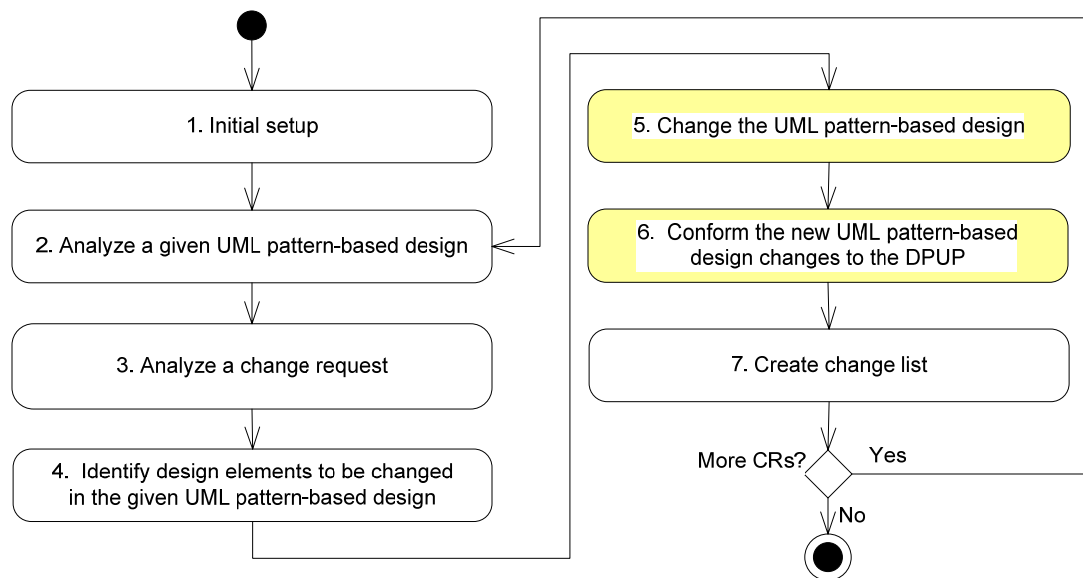 1. Initial setup
2. Analyze a given UML pattern-based design
3. Analyze a change request
4. Identify design elements to be changed
in the given UML pattern-based design
5. Change the UML pattern-based design
6. Conform the new UML pattern-based
design changes to the DPUP
7. Create change list
More CRs?
Yes
No